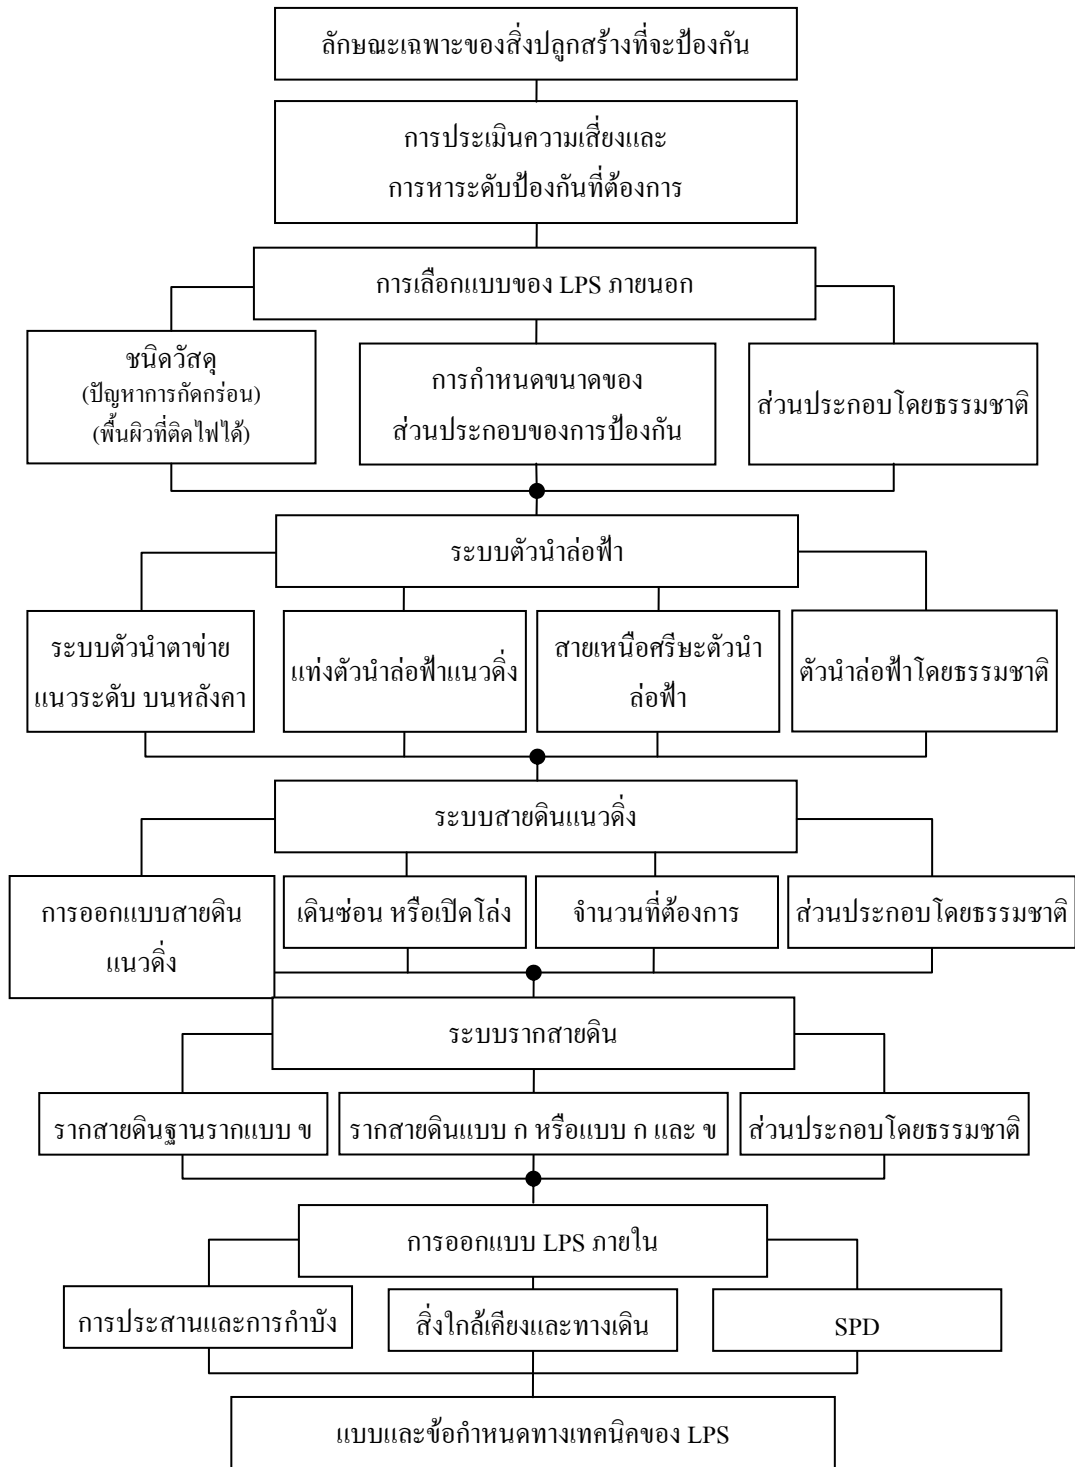 ลักษณะเฉพาะของสิ่งปลูกสร้างที่จะป้องกัน
การประเมินความเสี่ยงและ
การหาระดับป้องกันที่ต้องการ
การเลือกแบบของ LPS ภายนอก
ชนิดวัสดุ
(ปัญหาการกัดกร่อน)
(พื้นผิวที่ติดไฟได้)
การกำหนดขนาดของ
ส่วนประกอบของการป้องกัน
ส่วนประกอบโดยธรรมชาติ
ระบบตัวนำล่อฟ้า
ระบบตัวนำตาข่าย
แนวระดับ บนหลังคา
แท่งตัวนำล่อฟ้าแนวดิ่ง
สายเหนือศรีษะตัวนำ
ล่อฟ้า
ตัวนำล่อฟ้าโดยธรรมชาติ
ระบบสายดินแนวดิ่ง
การออกแบบสายดิน
แนวดิ่ง
เดินซ่อน หรือเปิดโล่ง
จำนวนที่ต้องการ
ส่วนประกอบโดยธรรมชาติ
ระบบรากสายดิน
รากสายดินฐานรากแบบ ข
รากสายดินแบบ ก หรือแบบ ก และ ข
ส่วนประกอบโดยธรรมชาติ
การออกแบบ LPS ภายใน
การประสานและการกำบัง
สิ่งใกล้เคียงและทางเดิน
SPD
แบบและข้อกำหนดทางเทคนิคของ LPS